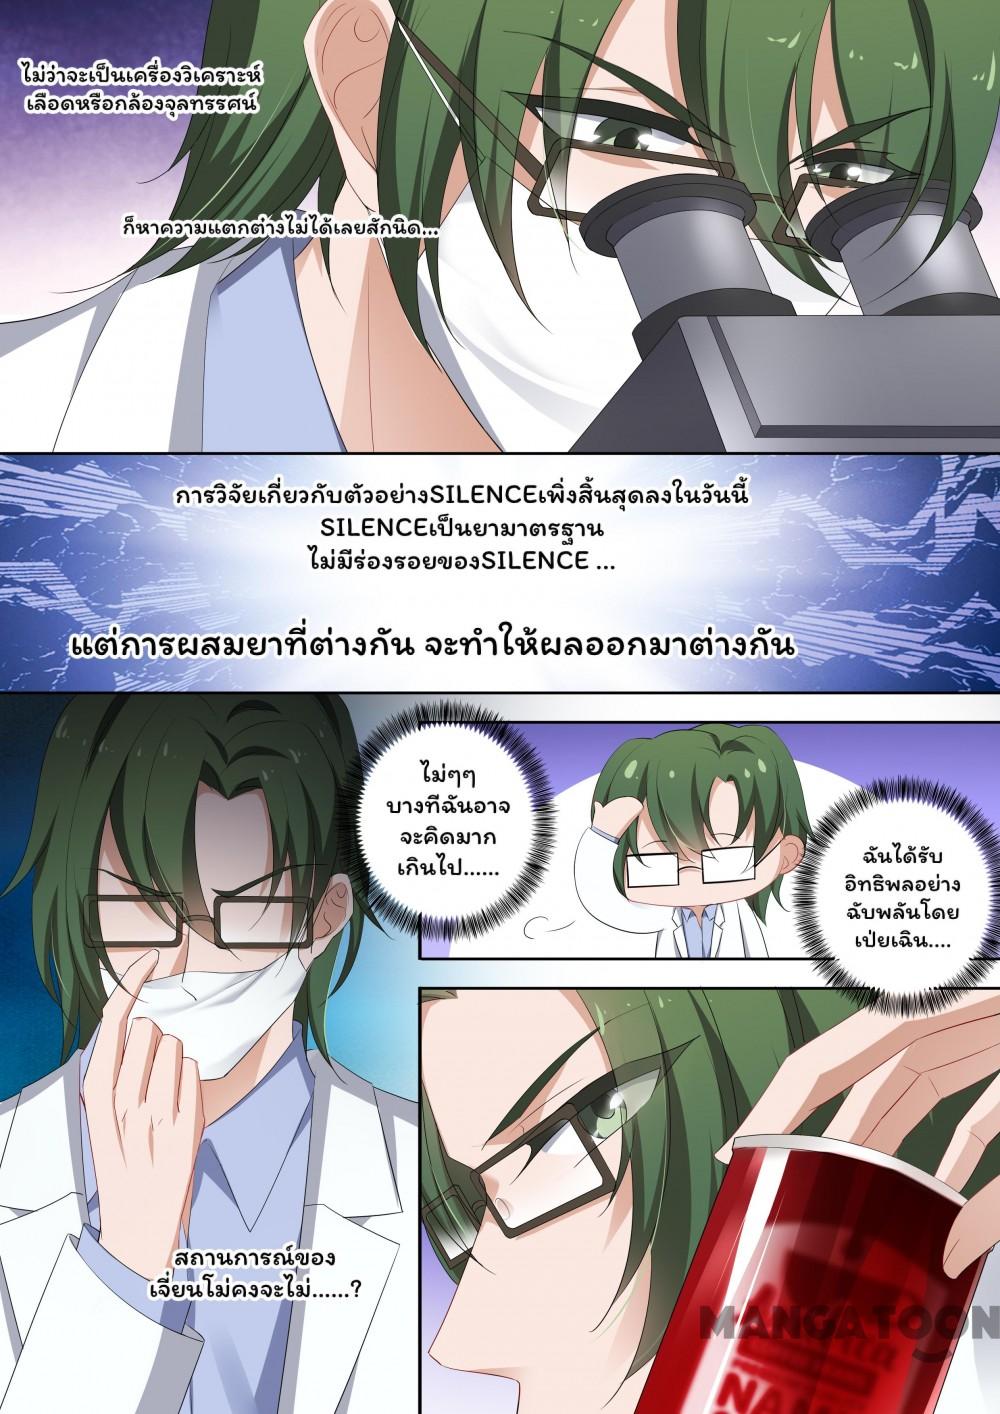 ไม่ว่าจะเป็นเครื่องวิเคราะห์
เลือดหรือกล้องจุลทรรศน์
ก็หาความแตกต่างไม่ได้เลยสักนิด...
การวิจัยเกี่ยวกับตัวอย่างSILENCEเพิ่งสิ้นสุดลงในวันนี้
SILENCEเป็นยามาตรฐาน
ไม่มีร่องรอยของSILENCE ...
แต่การผสมยาที่ต่างกัน จะทำให้ผลออกมาต่างกัน
ไม่ๆๆ
บางทีฉันอาจ
จะคิดมาก
เกินไป......
ฉันได้รับ
อิทธิพลอย่าง
ฉับพลันโดย
เป่ยเฉิน....
สถานการณ์ของ
เจี่ยนโม่คงจะไม่......?
MANGATOON
NAM